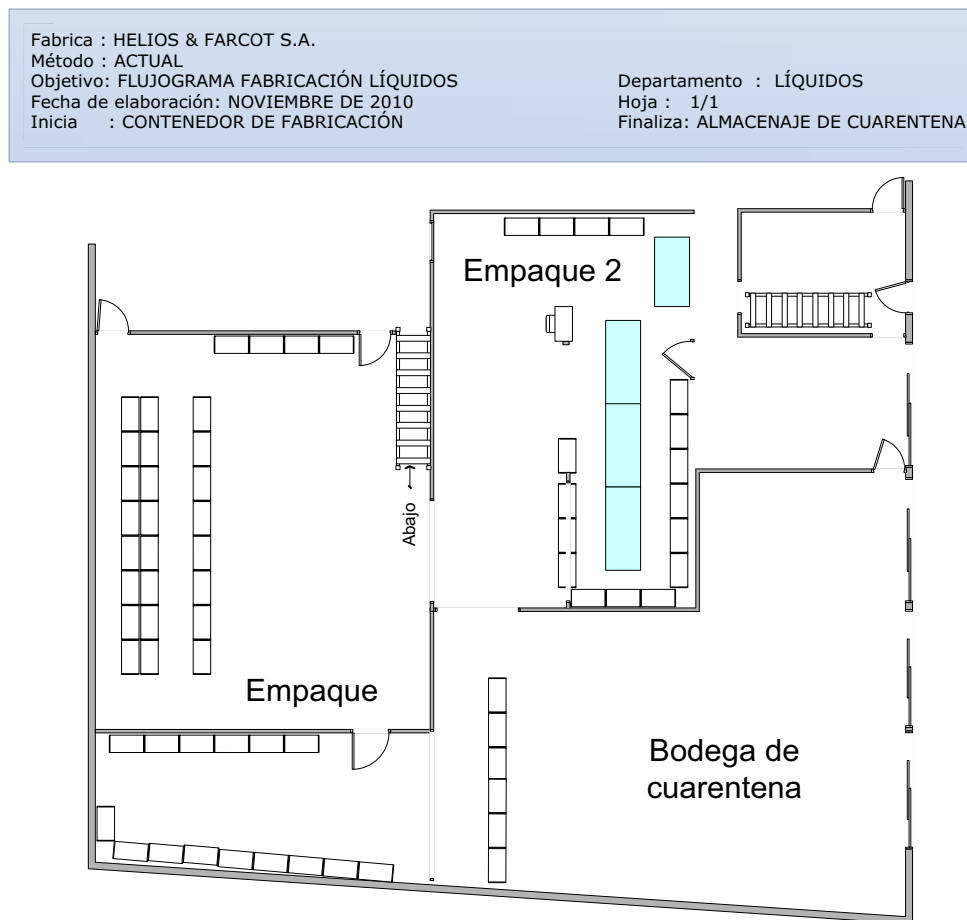 Fabrica : HELIOS & FARCOT S.A.
Método : ACTUAL
Objetivo: FLUJOGRAMA FABRICACIÓN LÍQUIDOS
Departamento : LÍQUIDOS
Fecha de elaboración: NOVIEMBRE DE 2010
Hoja : 1/1
Inicia : CONTENEDOR DE FABRICACIÓN
Finaliza: ALMACENAJE DE CUARENTENA
Empaque 2
Abajo
Empaque
Bodega de
cuarentena